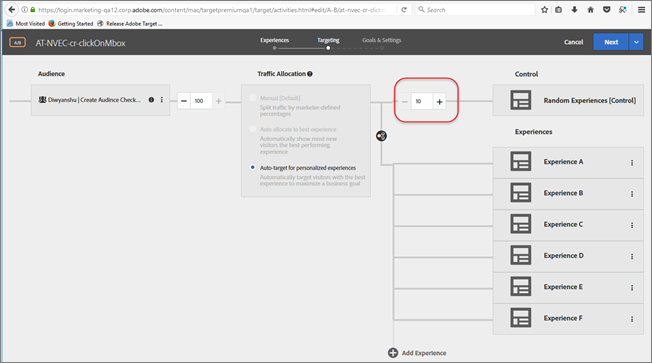 https://login.marketing-qa12.corp.adobe.com/content/mac/targetpremiumqa1/target/activities.html#edit/A-B/at-nvec-cr-clickOnMbox
Search
Most Visited Getting Started Release Adobe Target ...
A/B AT-NVEC-cr-clickOnMbox
Experiences Targeting Goals & Settings
Cancel Next
Audience
Traffic Allocation
Control
Diwyanshu | Create Audince Check...
100
Manual (Default)
Split traffic by marketer-defined
percentages
Auto-allocate to best experience
Automatically show most new
visitors the best performing
experience
Auto-target for personalized experiences
Automatically target visitors with the best
experience to maximize a business goal
10
Random Experiences [Control]
Experiences
Experience A
Experience B
Experience C
Experience D
Experience E
Experience F
Add Experience